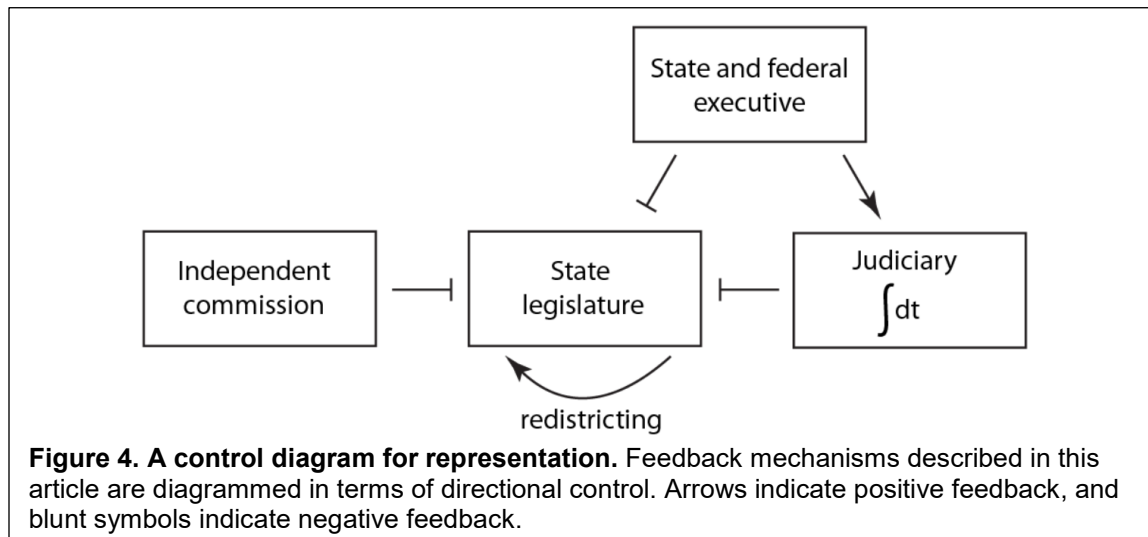 State and federal
executive
Independent
commission
State
legislature
Judiciary
∫dt
redistricting
Figure 4. A control diagram for representation. Feedback mechanisms described in this
article are diagrammed in terms of directional control. Arrows indicate positive feedback, and
blunt symbols indicate negative feedback.